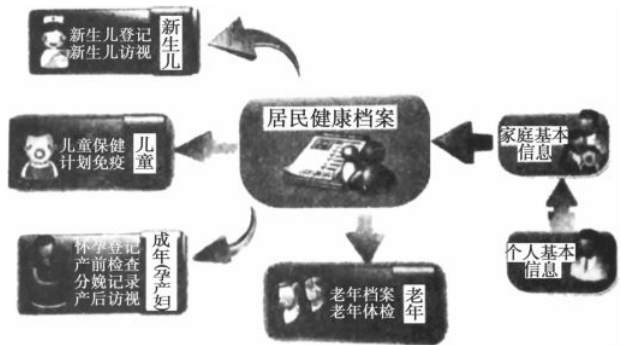 新生儿登记
新生儿访视
新生儿
儿童保健
计划免疫
儿童
怀孕登记
产前检查
分娩记录
产后访视
成年(孕产妇)
居民健康档案
老年档案
老年体检
老年
家庭基本
信息
个人基本
信息